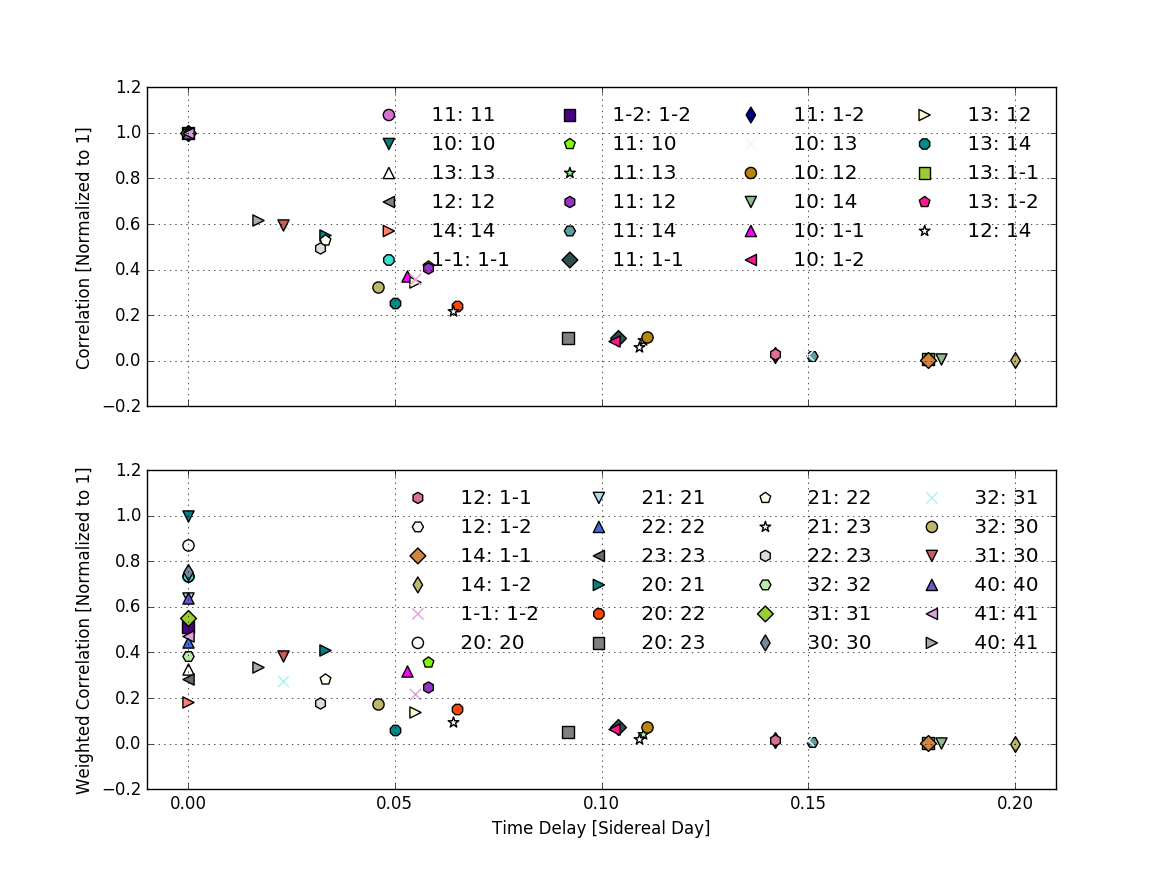 1.2
1.0
0.8
0.6
0.4
0.2
0.0
−0.2
Correlation [Normalized to 1]
11: 11 1-2: 1-2 11: 1-2 13: 12
10: 10 11: 10 10: 13 13: 14
13: 13 11: 13 10: 12 13: 1-1
12: 12 11: 12 10: 14 13: 1-2
14: 14 11: 14 10: 1-1 12: 14
1-1: 1-1 11: 1-1 10: 1-2
1.2
1.0
0.8
0.6
0.4
0.2
0.0
−0.2
Weighted Correlation [Normalized to 1]
12: 1-1 21: 21 21: 22 32: 31
12: 1-2 22: 22 21: 23 32: 30
14: 1-1 23: 23 22: 23 31: 30
14: 1-2 20: 21 32: 32 40: 40
1-1: 1-2 20: 22 31: 31 41: 41
20: 20 20: 23 30: 30 40: 41
0.00 0.05 0.10 0.15 0.20
Time Delay [Sidereal Day]